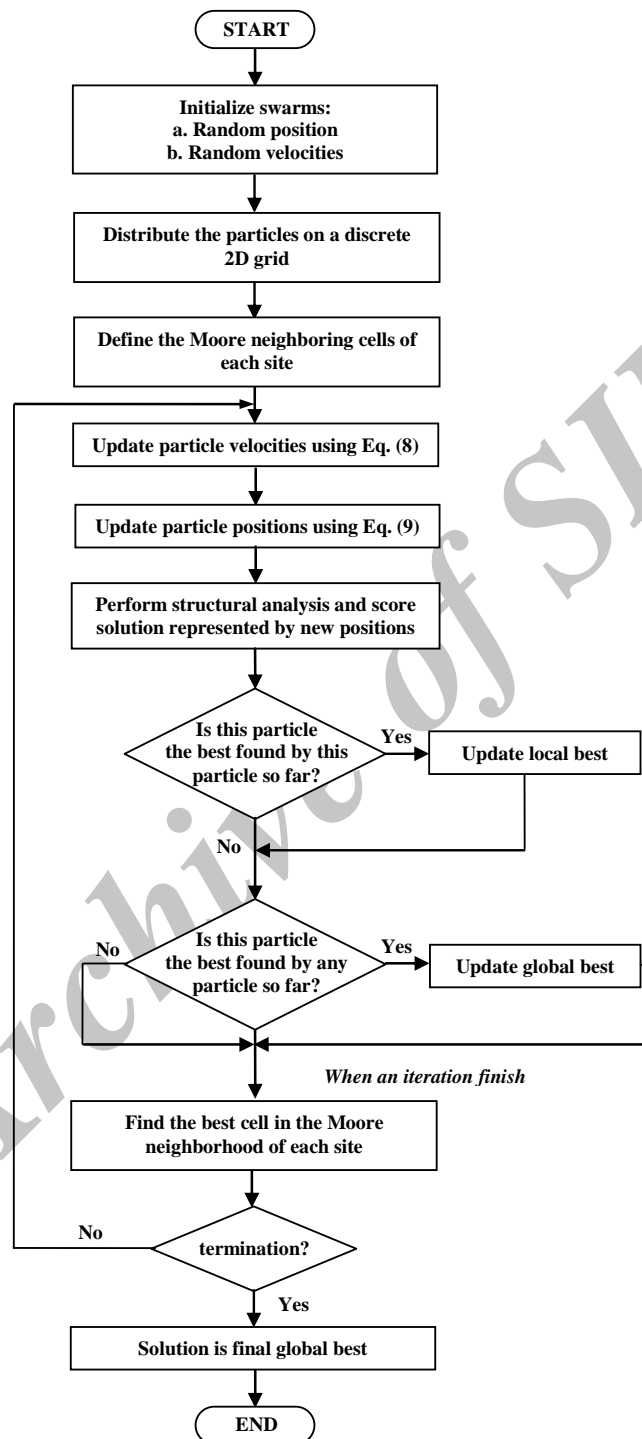 START
Initialize swarms:
a. Random position
b. Random velocities
Distribute the particles on a discrete
2D grid
Define the Moore neighboring cells of
each site
Update particle velocities using Eq. (8)
Update particle positions using Eq. (9)
Perform structural analysis and score
solution represented by new positions
Is this particle
the best found by this
particle so far?
Yes
Update local best
No
Is this particle
the best found by any
particle so far?
No
Yes
Update global best
When an iteration finish
Find the best cell in the Moore
neighborhood of each site
No
termination?
Yes
Solution is final global best
END
Archive of SI